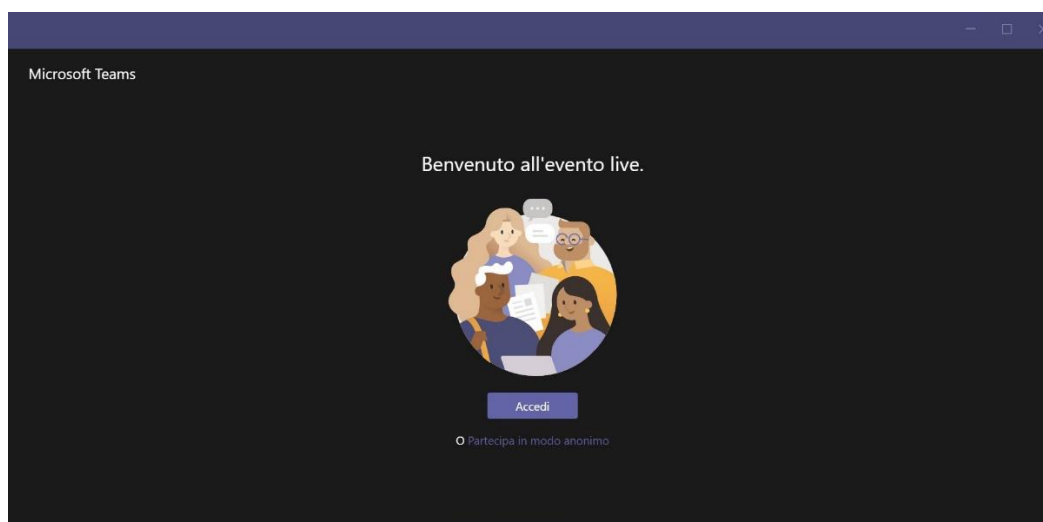 Microsoft Teams
Benvenuto all'evento live.
Accedi
O Partecipa in modo anonimo